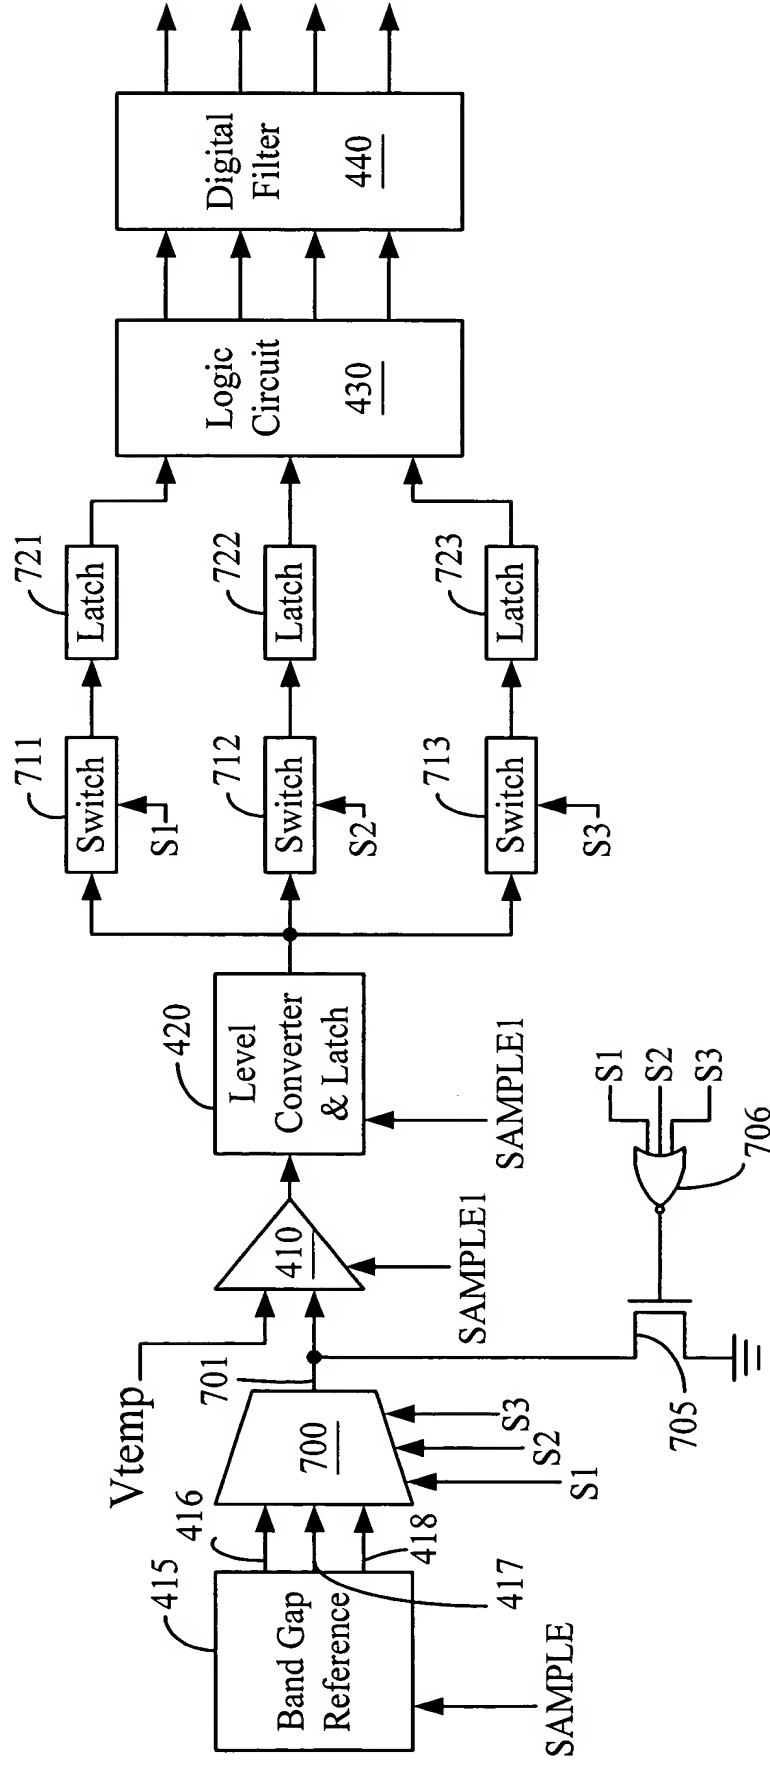 Band Gap
Reference
415
SAMPLE
416
417
418
700
S1
S2
S3
701
Vtemp
410
SAMPLE1
705
706
S1
S2
S3
Level
Converter
& Latch
420
SAMPLE1
Switch
711
S1
Switch
712
S2
Switch
713
S3
Latch
721
Latch
722
Latch
723
Logic
Circuit
430
Digital
Filter
440